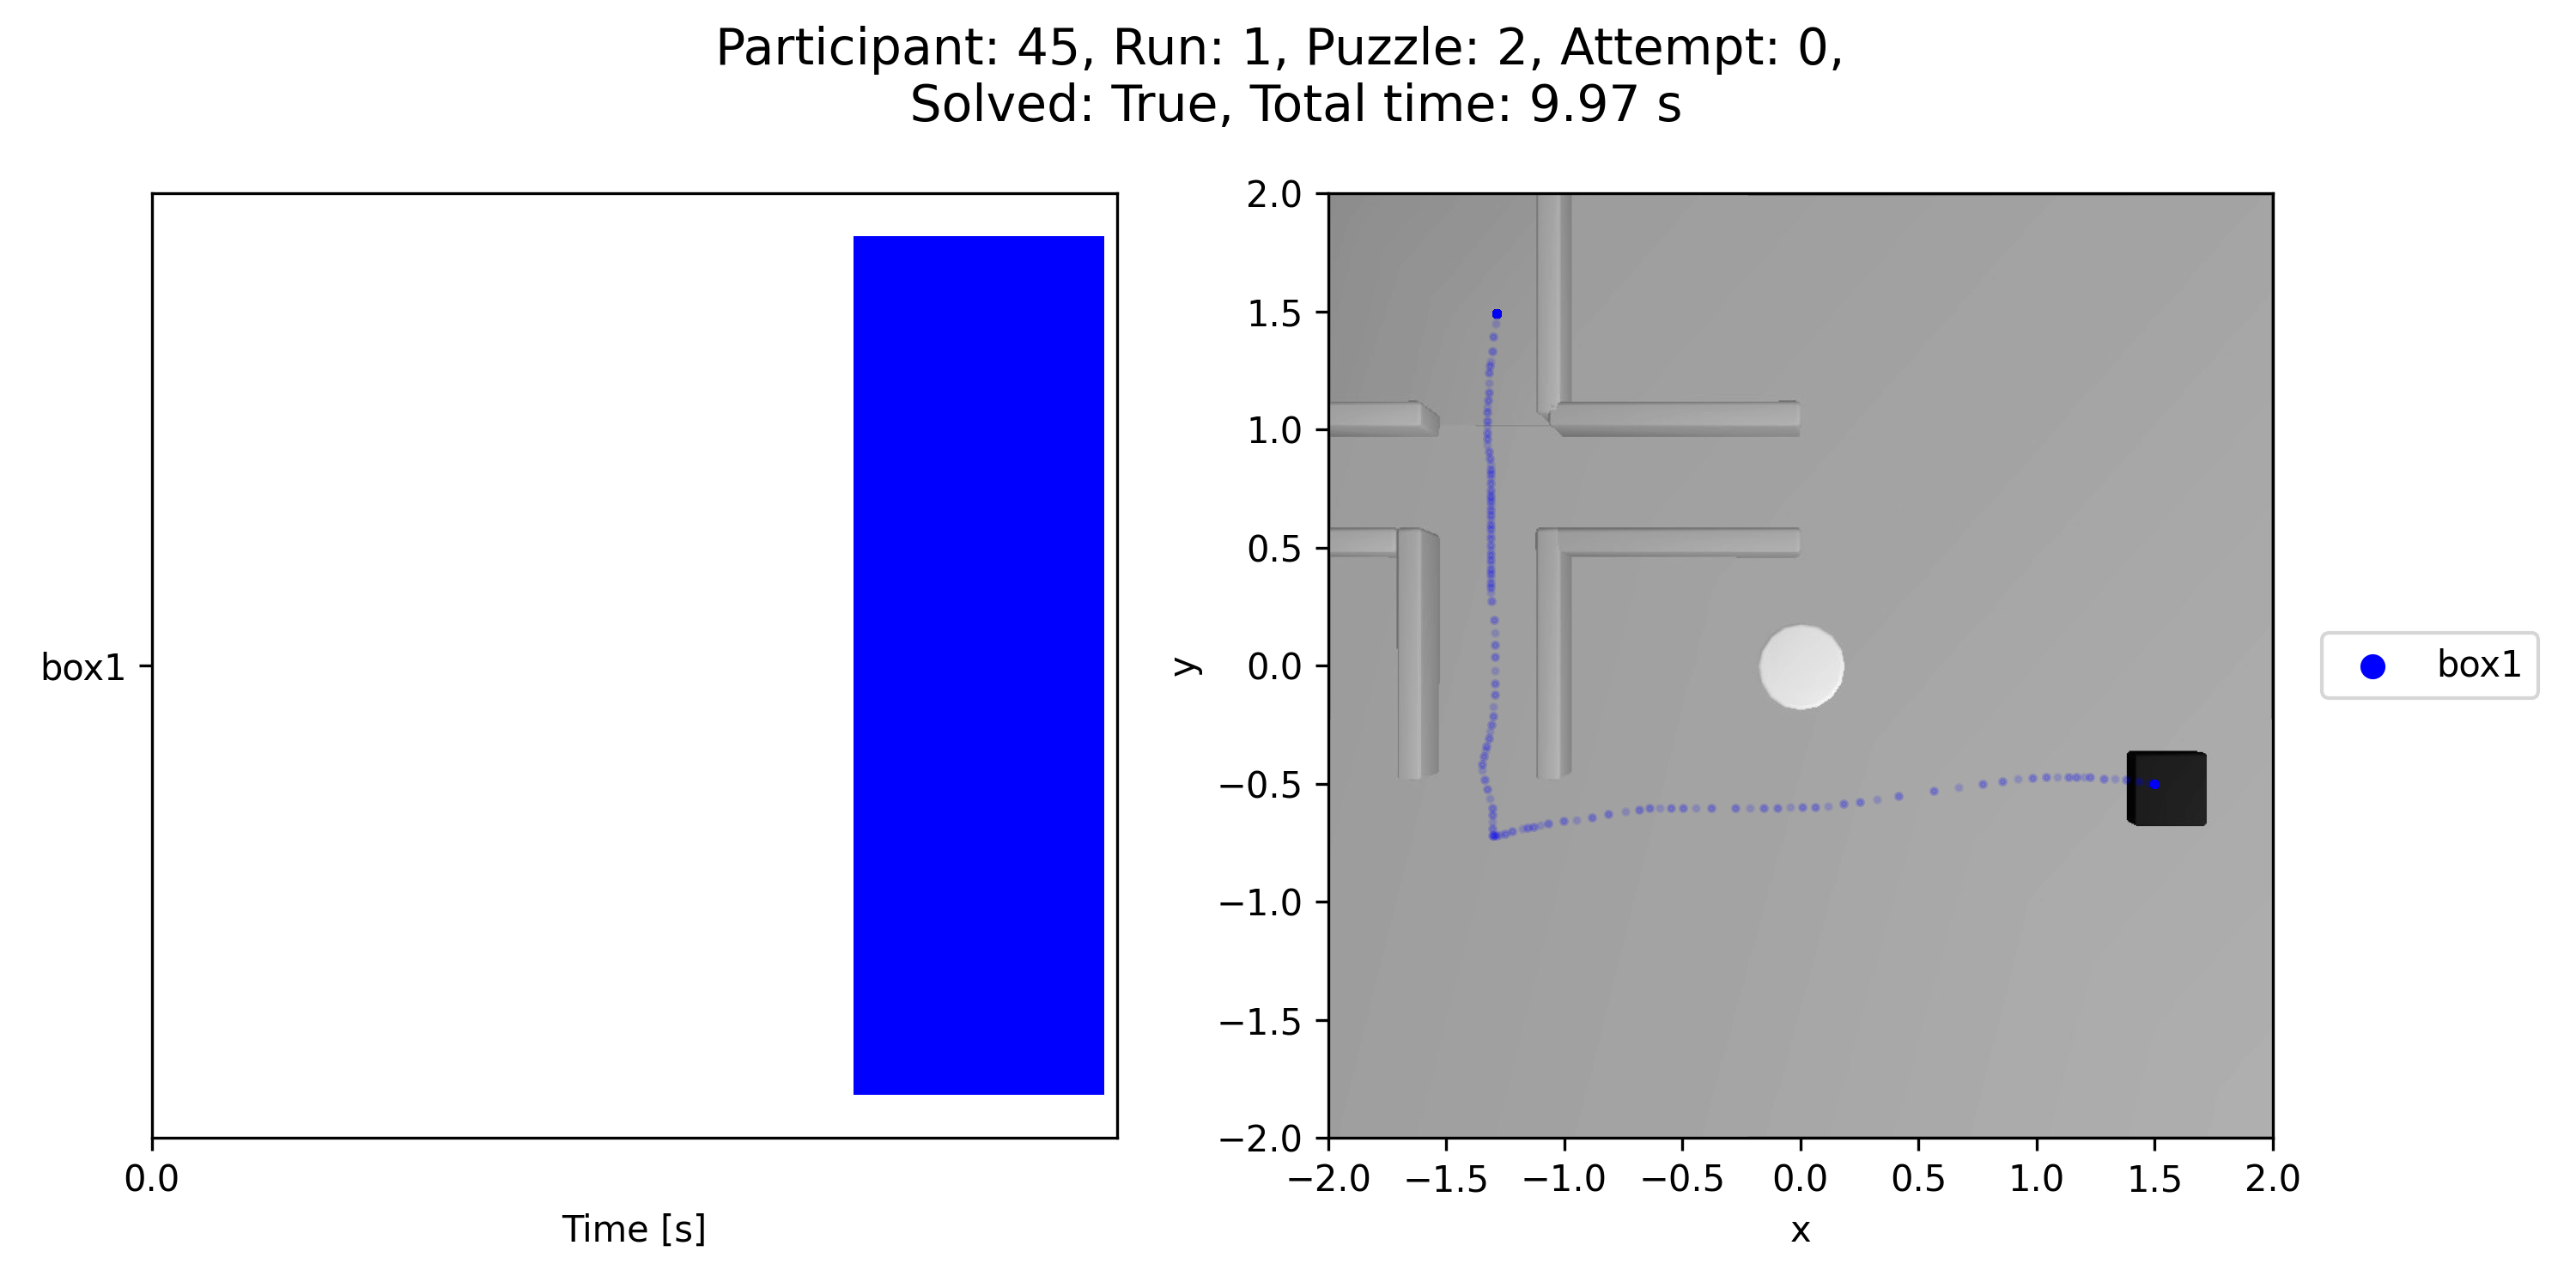 Participant: 45, Run: 1, Puzzle: 2, Attempt: 0,
Solved: True, Total time: 9.97 s
box1
0.0
Time [s]
2.0
1.5
1.0
0.5
0.0
−0.5
−1.0
−1.5
−2.0
y
−2.0 −1.5 −1.0 −0.5 0.0 0.5 1.0 1.5 2.0
x
box1